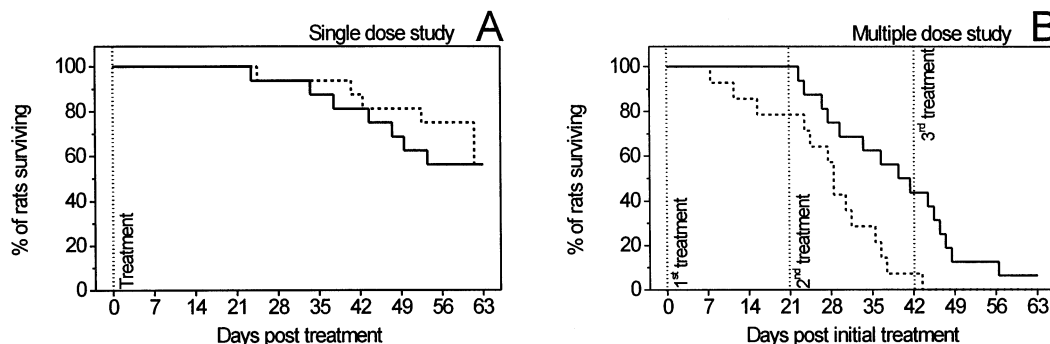 A
Single dose study
% of rats surviving
100
80
60
40
20
0
Treatment
0 7 14 21 28 35 42 49 56 63
Days post treatment
B
Multiple dose study
% of rats surviving
100
80
60
40
20
0
1st treatment
2nd treatment
3rd treatment
0 7 14 21 28 35 42 49 56 63
Days post initial treatment